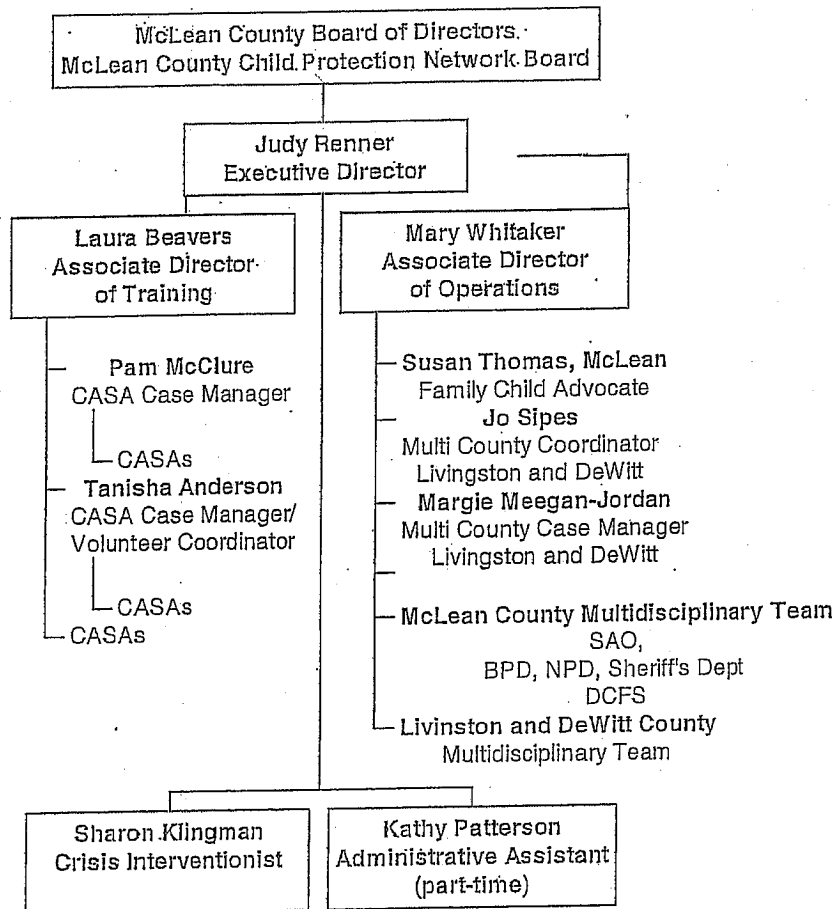 McLean County Board of Directors.
McLean County Child Protection Network Board
Judy Renner
Executive Director
Laura Beavers
Associate Director
of Training
Pam McClure
CASA Case Manager
CASAs
Tanisha Anderson
CASA Case Manager/
Volunteer Coordinator
CASAs
CASAs
Mary Whitaker
Associate Director
of Operations
Susan Thomas, McLean
Family Child Advocate
Jo Sipes
Multi County Coordinator
Livingston and DeWitt
Margie Meegan-Jordan
Multi County Case Manager
Livingston and DeWitt
McLean County Multidisciplinary Team
SAO,
BPD, NPD, Sheriff's Dept
DCFS
Livinston and DeWitt County
Multidisciplinary Team
Sharon Klingman
Crisis Interventionist
Kathy Patterson
Administrative Assistant
(part-time)